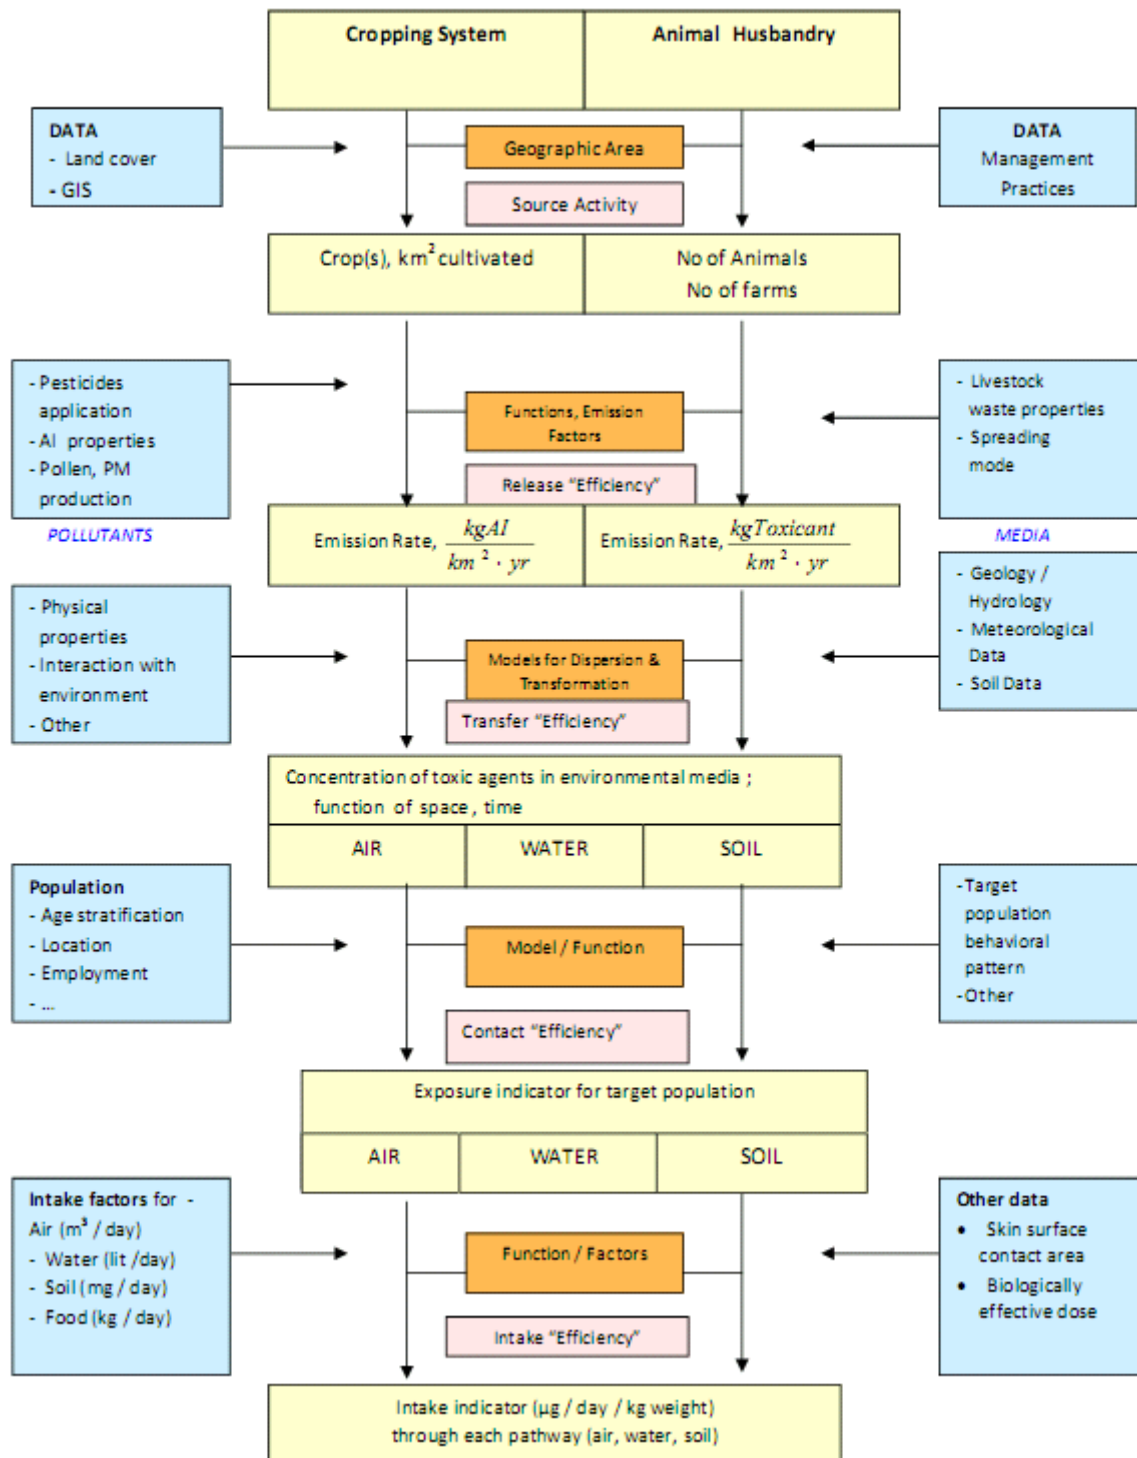 Cropping System
Animal Husbandry
DATA
- Land cover
- GIS
Geographic Area
DATA
Management
Practices
Source Activity
Crop(s), km² cultivated
No of Animals
No of farms
- Pesticides
application
- AI properties
- Pollen, PM
production
Functions, Emission
Factors
- Livestock
waste properties
- Spreading
mode
Release "Efficiency"
POLLUTANTS
Emission Rate, kgAI / km² · yr
Emission Rate, kgToxicant / km² · yr
MEDIA
- Physical
properties
- Interaction with
environment
- Other
Models for Dispersion &
Transformation
- Geology /
Hydrology
- Meteorological
Data
- Soil Data
Transfer "Efficiency"
Concentration of toxic agents in environmental media ;
function of space , time
AIR
WATER
SOIL
Population
- Age stratification
- Location
- Employment
- ...
Model / Function
-Target
population
behavioral
pattern
-Other
Contact "Efficiency"
Exposure indicator for target population
AIR
WATER
SOIL
Intake factors for -
Air (m³ / day)
- Water (lit /day)
- Soil (mg / day)
- Food (kg / day)
Function / Factors
Other data
• Skin surface
contact area
• Biologically
effective dose
Intake "Efficiency"
Intake indicator (µg / day / kg weight)
through each pathway (air, water, soil)